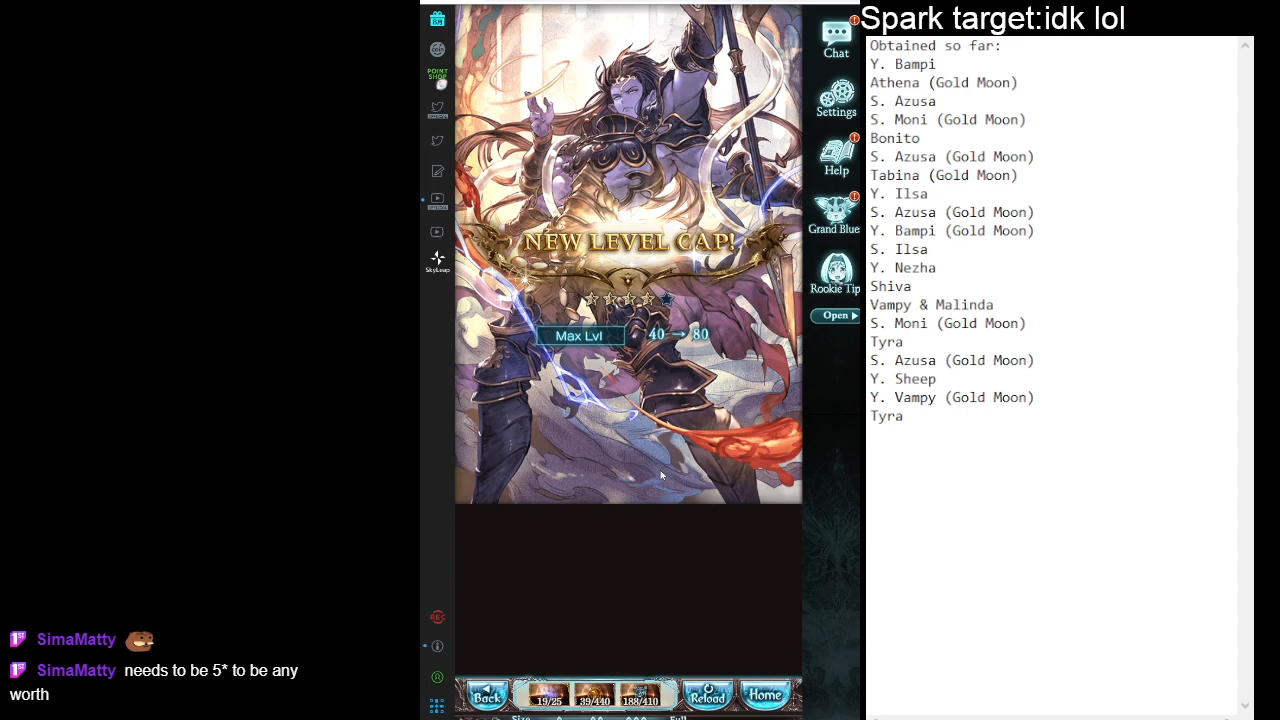 Spark target:idk lol
Obtained so far:
Y. Bampi
Athena (Gold Moon)
S. Azusa
S. Moni (Gold Moon)
Bonito
S. Azusa (Gold Moon)
Tabina (Gold Moon)
Y. Ilsa
S. Azusa (Gold Moon)
Y. Bampi (Gold Moon)
S. Ilsa
Y. Nezha
Shiva
Vampy & Malinda
S. Moni (Gold Moon)
Tyra
S. Azusa (Gold Moon)
Y. Sheep
Y. Vampy (Gold Moon)
Tyra
POINT
SHOP
SkyLeap
REC
NEW LEVEL CAP!
Max Lvl 40 → 80
Chat
Settings
Help
Grand Blue
Rookie Tip
Open
Back
19/25
39/440
188/410
Reload
Home
SimaMatty
SimaMatty needs to be 5* to be any
worth